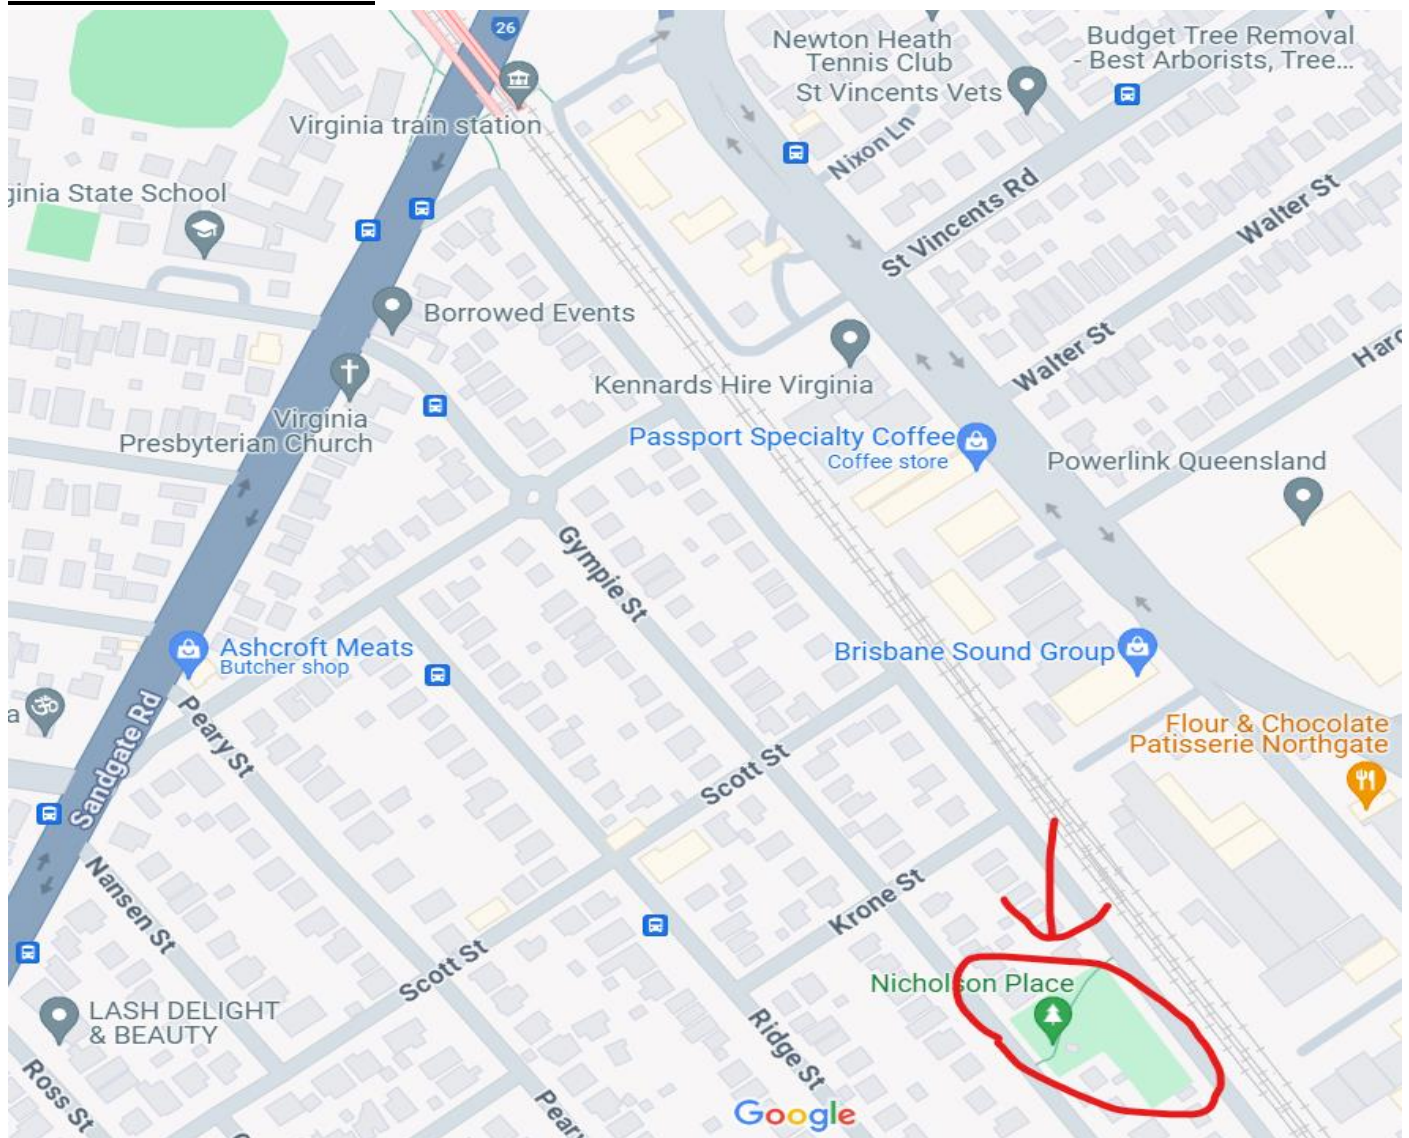 26
Newton Heath
Tennis Club
Budget Tree Removal
- Best Arborists, Tree...
St Vincents Vets
Virginia train station
Nixon Ln
ginia State School
St Vincents Rd
Walter St
Borrowed Events
Walter St
Harc
Kennards Hire Virginia
Virginia
Presbyterian Church
Passport Specialty Coffee
Coffee store
Powerlink Queensland
Gympie St
Ashcroft Meats
Butcher shop
Brisbane Sound Group
a
Sandgate Rd
Peary St
Flour & Chocolate
Patisserie Northgate
Scott St
Nansen St
Krone St
Scott St
Nicholson Place
LASH DELIGHT
& BEAUTY
Ridge St
Ross St
Peary
Google